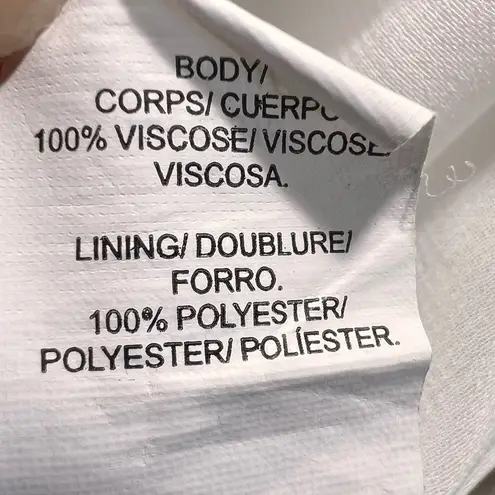 BODY/
CORPS/ CUERPO
100% VISCOSE/ VISCOSE
VISCOSA.
LINING/ DOUBLURE/
FORRO.
100% POLYESTER/
POLYESTER/ POLÍESTER.